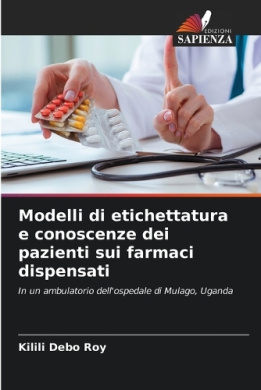 EDIZIONI
SAPIENZA
Modelli di etichettatura
e conoscenze dei
pazienti sui farmaci
dispensati
In un ambulatorio dell'ospedale di Mulago, Uganda
Kilili Debo Roy